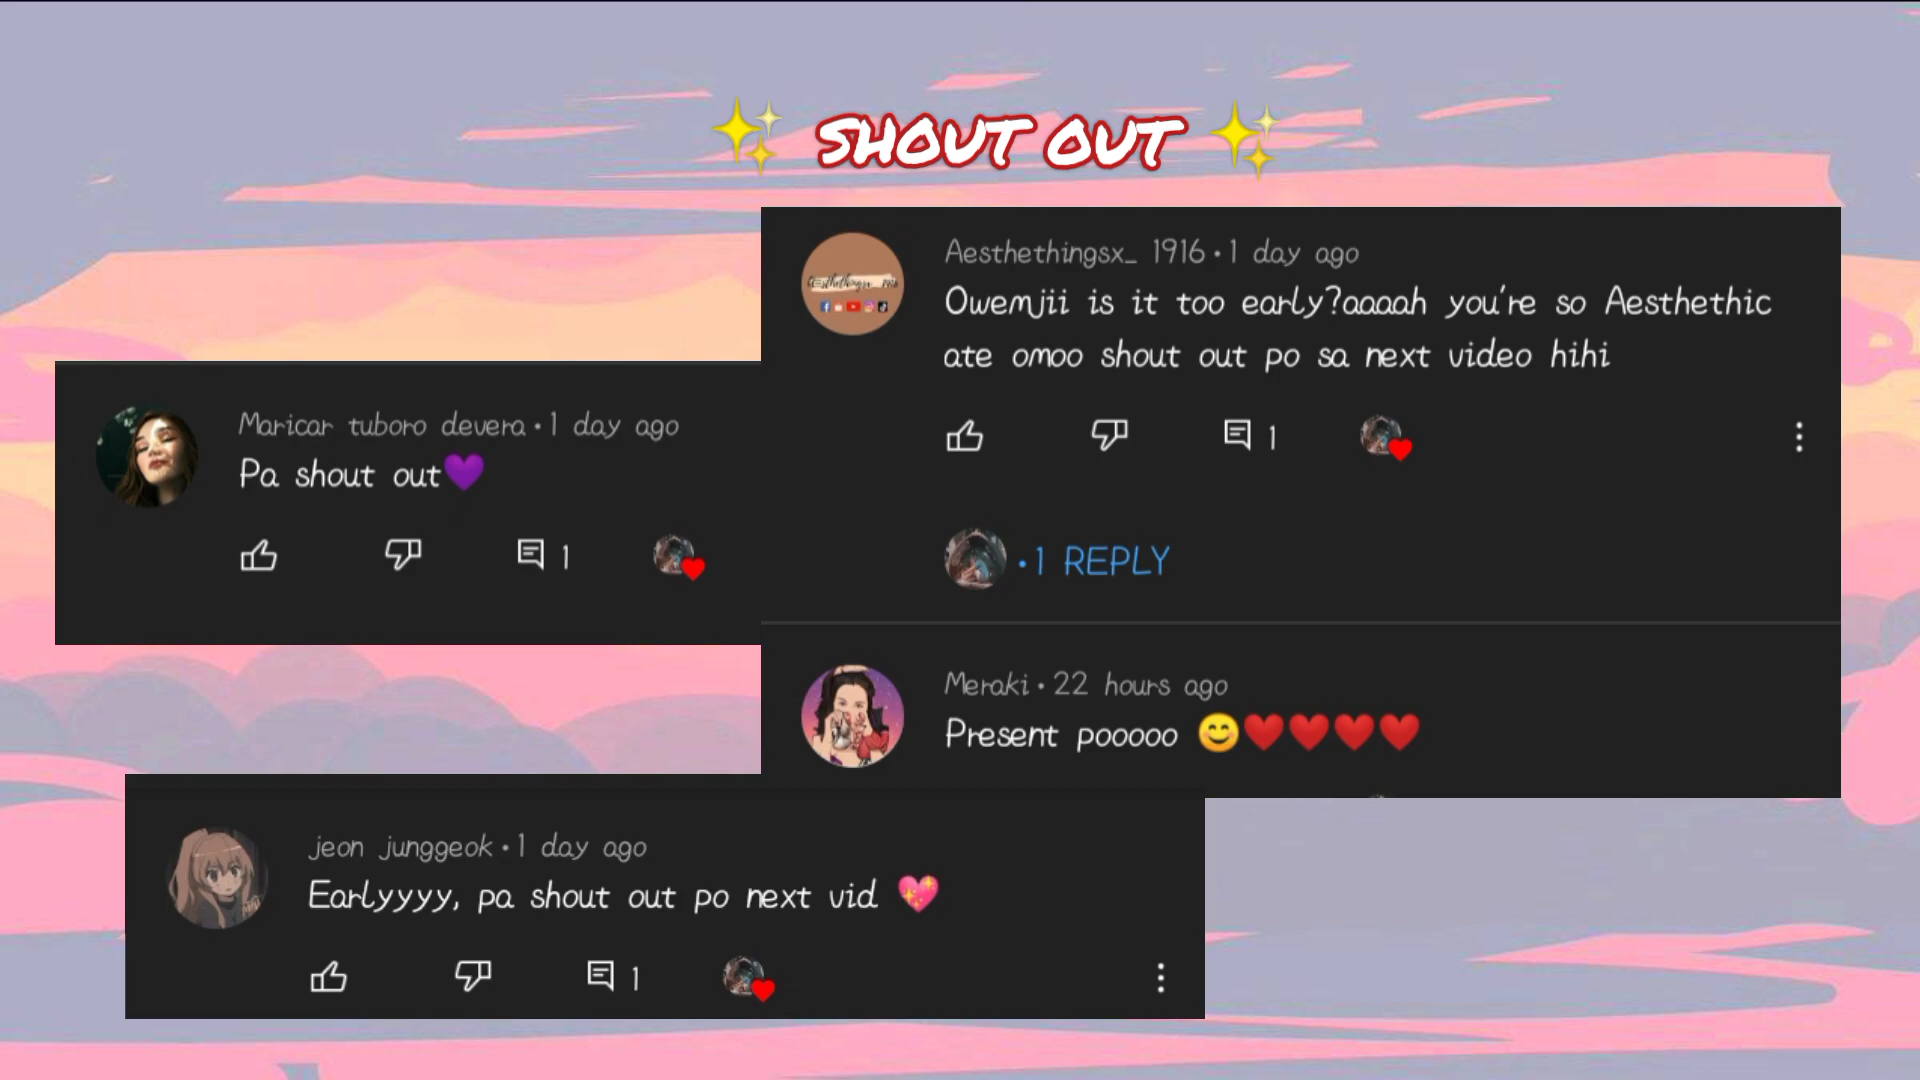 ✨ SHOUT OUT ✨
Aesthethingsx_ 1916 • 1 day ago
Owemjii is it too early?aaaah you're so Aesthethic
ate omoo shout out po sa next video hihi
1
• 1 REPLY
Maricar tuboro devera • 1 day ago
Pa shout out💜
1
Meraki • 22 hours ago
Present pooooo 😊❤️❤️❤️❤️
jeon junggeok • 1 day ago
Earlyyyy, pa shout out po next vid 💖
1